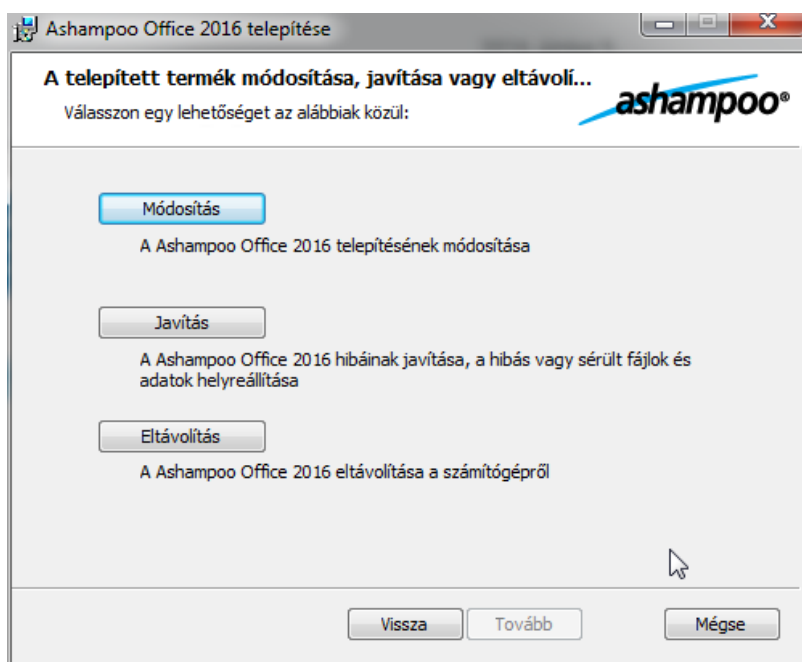 Ashampoo Office 2016 telepítése
A telepített termék módosítása, javítása vagy eltávolí...
Válasszon egy lehetőséget az alábbiak közül:
ashampoo®
Módosítás
A Ashampoo Office 2016 telepítésének módosítása
Javítás
A Ashampoo Office 2016 hibáinak javítása, a hibás vagy sérült fájlok és
adatok helyreállítása
Eltávolítás
A Ashampoo Office 2016 eltávolítása a számítógépről
Vissza
Tovább
Mégse